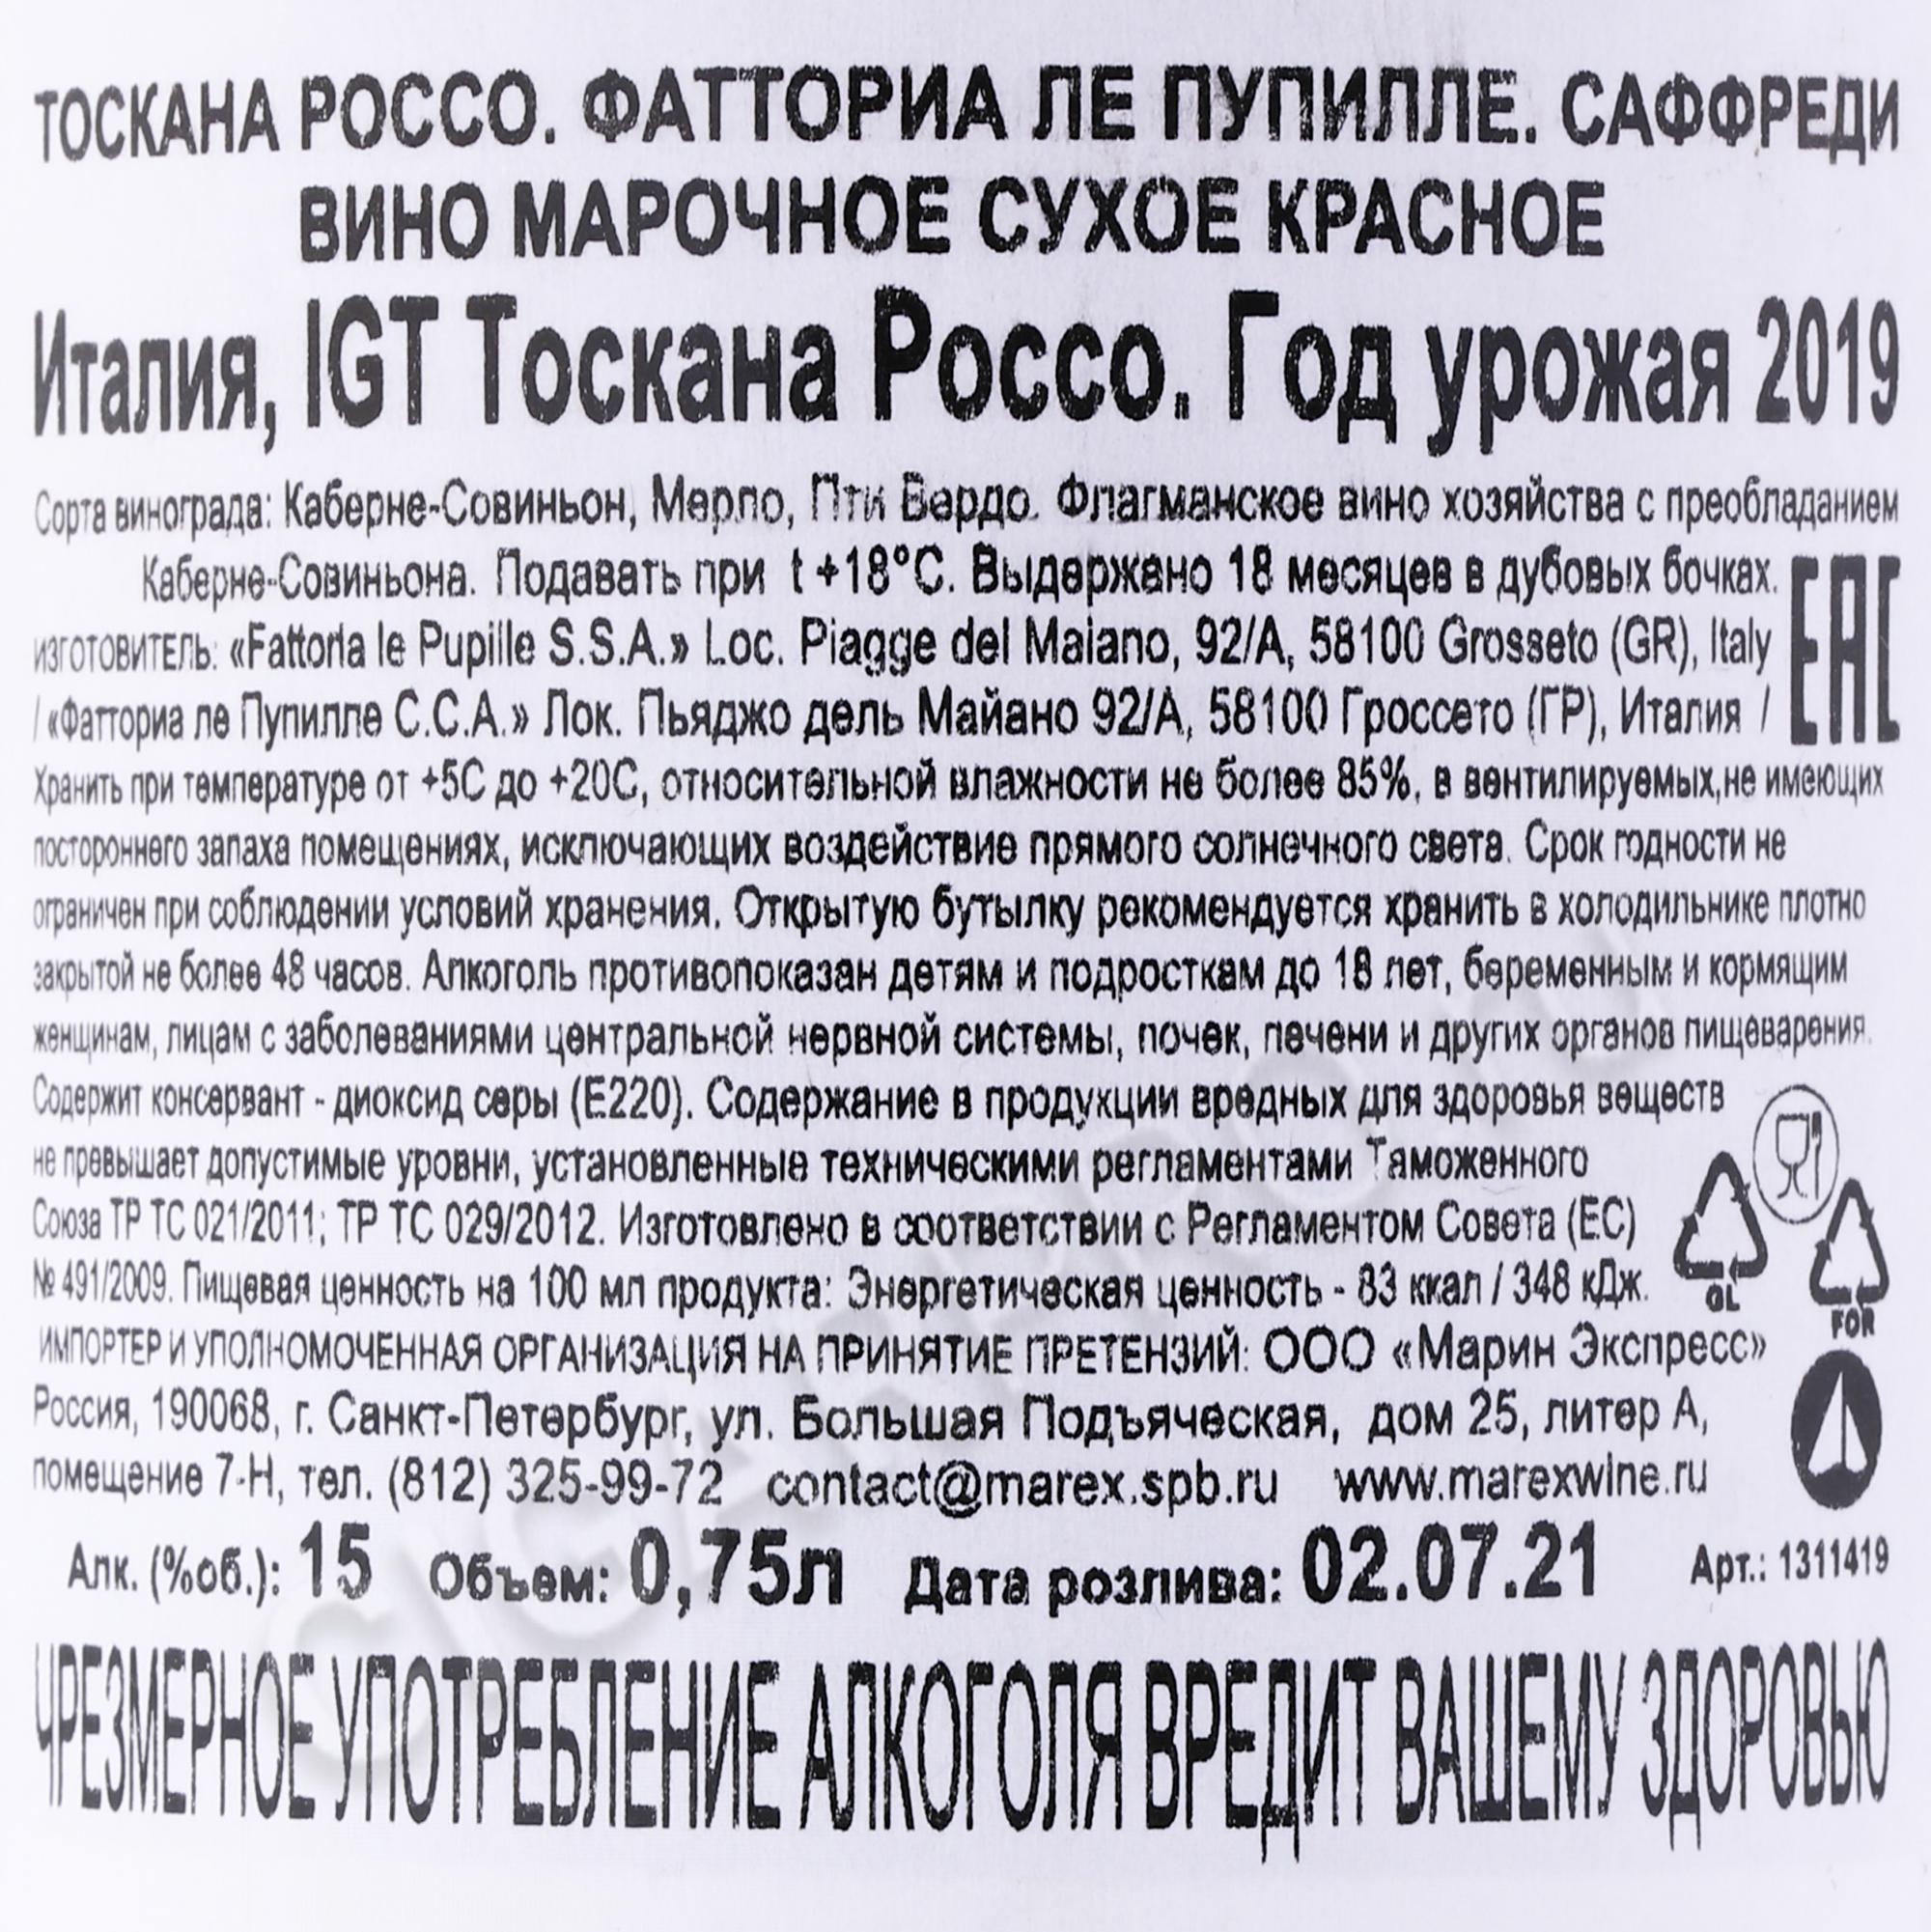 ТОСКАНА РОССО. ФАТТОРИА ЛЕ ПУПИЛЛЕ. САФФРЕДИ
ВИНО МАРОЧНОЕ СУХОЕ КРАСНОЕ
Италия, IGT Тоскана Россо. Год урожая 2019
Сорта винограда: Каберне-Совиньон, Мерло, Пти Вердо. Флагманское вино хозяйства с преобладанием
Каберне-Совиньона. Подавать при t +18°С. Выдержано 18 месяцев в дубовых бочках.
ИЗГОТОВИТЕЛЬ: «Fattoria le Pupille S.S.A.» Loc. Piagge del Maiano, 92/A, 58100 Grosseto (GR), Italy
/ «Фатториа ле Пупилле С.С.А.» Лок. Пьяджо дель Майано 92/А, 58100 Гроссето (ГР), Италия /
EAC
Хранить при температуре от +5С до +20С, относительной влажности не более 85%, в вентилируемых,не имеющих
постороннего запаха помещениях, исключающих воздействие прямого солнечного света. Срок годности не
ограничен при соблюдении условий хранения. Открытую бутылку рекомендуется хранить в холодильнике плотно
закрытой не более 48 часов. Алкоголь противопоказан детям и подросткам до 18 лет, беременным и кормящим
женщинам, лицам с заболеваниями центральной нервной системы, почек, печени и других органов пищеварения.
Содержит консервант - диоксид серы (Е220). Содержание в продукции вредных для здоровья веществ
не превышает допустимые уровни, установленные техническими регламентами Таможенного
Союза ТР ТС 021/2011; ТР ТС 029/2012. Изготовлено в соответствии с Регламентом Совета (ЕС)
№ 491/2009. Пищевая ценность на 100 мл продукта: Энергетическая ценность - 83 ккал / 348 кДж.
GL
FOR
ИМПОРТЕР И УПОЛНОМОЧЕННАЯ ОРГАНИЗАЦИЯ НА ПРИНЯТИЕ ПРЕТЕНЗИЙ: ООО «Марин Экспресс»
Россия, 190068, г. Санкт-Петербург, ул. Большая Подъяческая, дом 25, литер А,
помещение 7-Н, тел. (812) 325-99-72 contact@marex.spb.ru www.marexwine.ru
Алк. (%об.): 15 Объем: 0,75л Дата розлива: 02.07.21 Арт.: 1311419
ЧРЕЗМЕРНОЕ УПОТРЕБЛЕНИЕ АЛКОГОЛЯ ВРЕДИТ ВАШЕМУ ЗДОРОВЬЮ